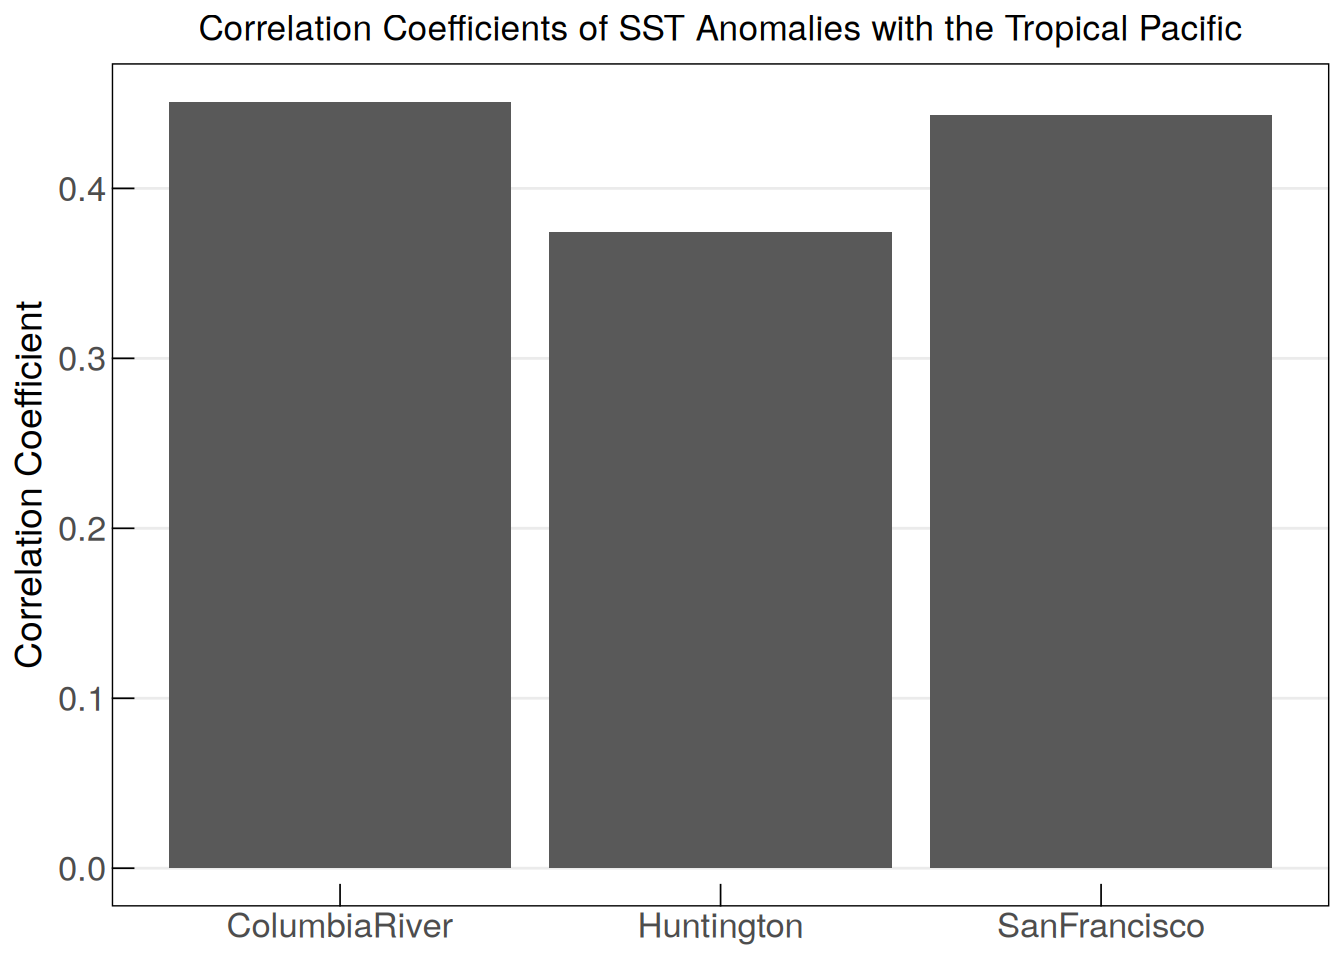 Correlation Coefficients of SST Anomalies with the Tropical Pacific
Correlation Coefficient
0.4
0.3
0.2
0.1
0.0
ColumbiaRiver
Huntington
SanFrancisco